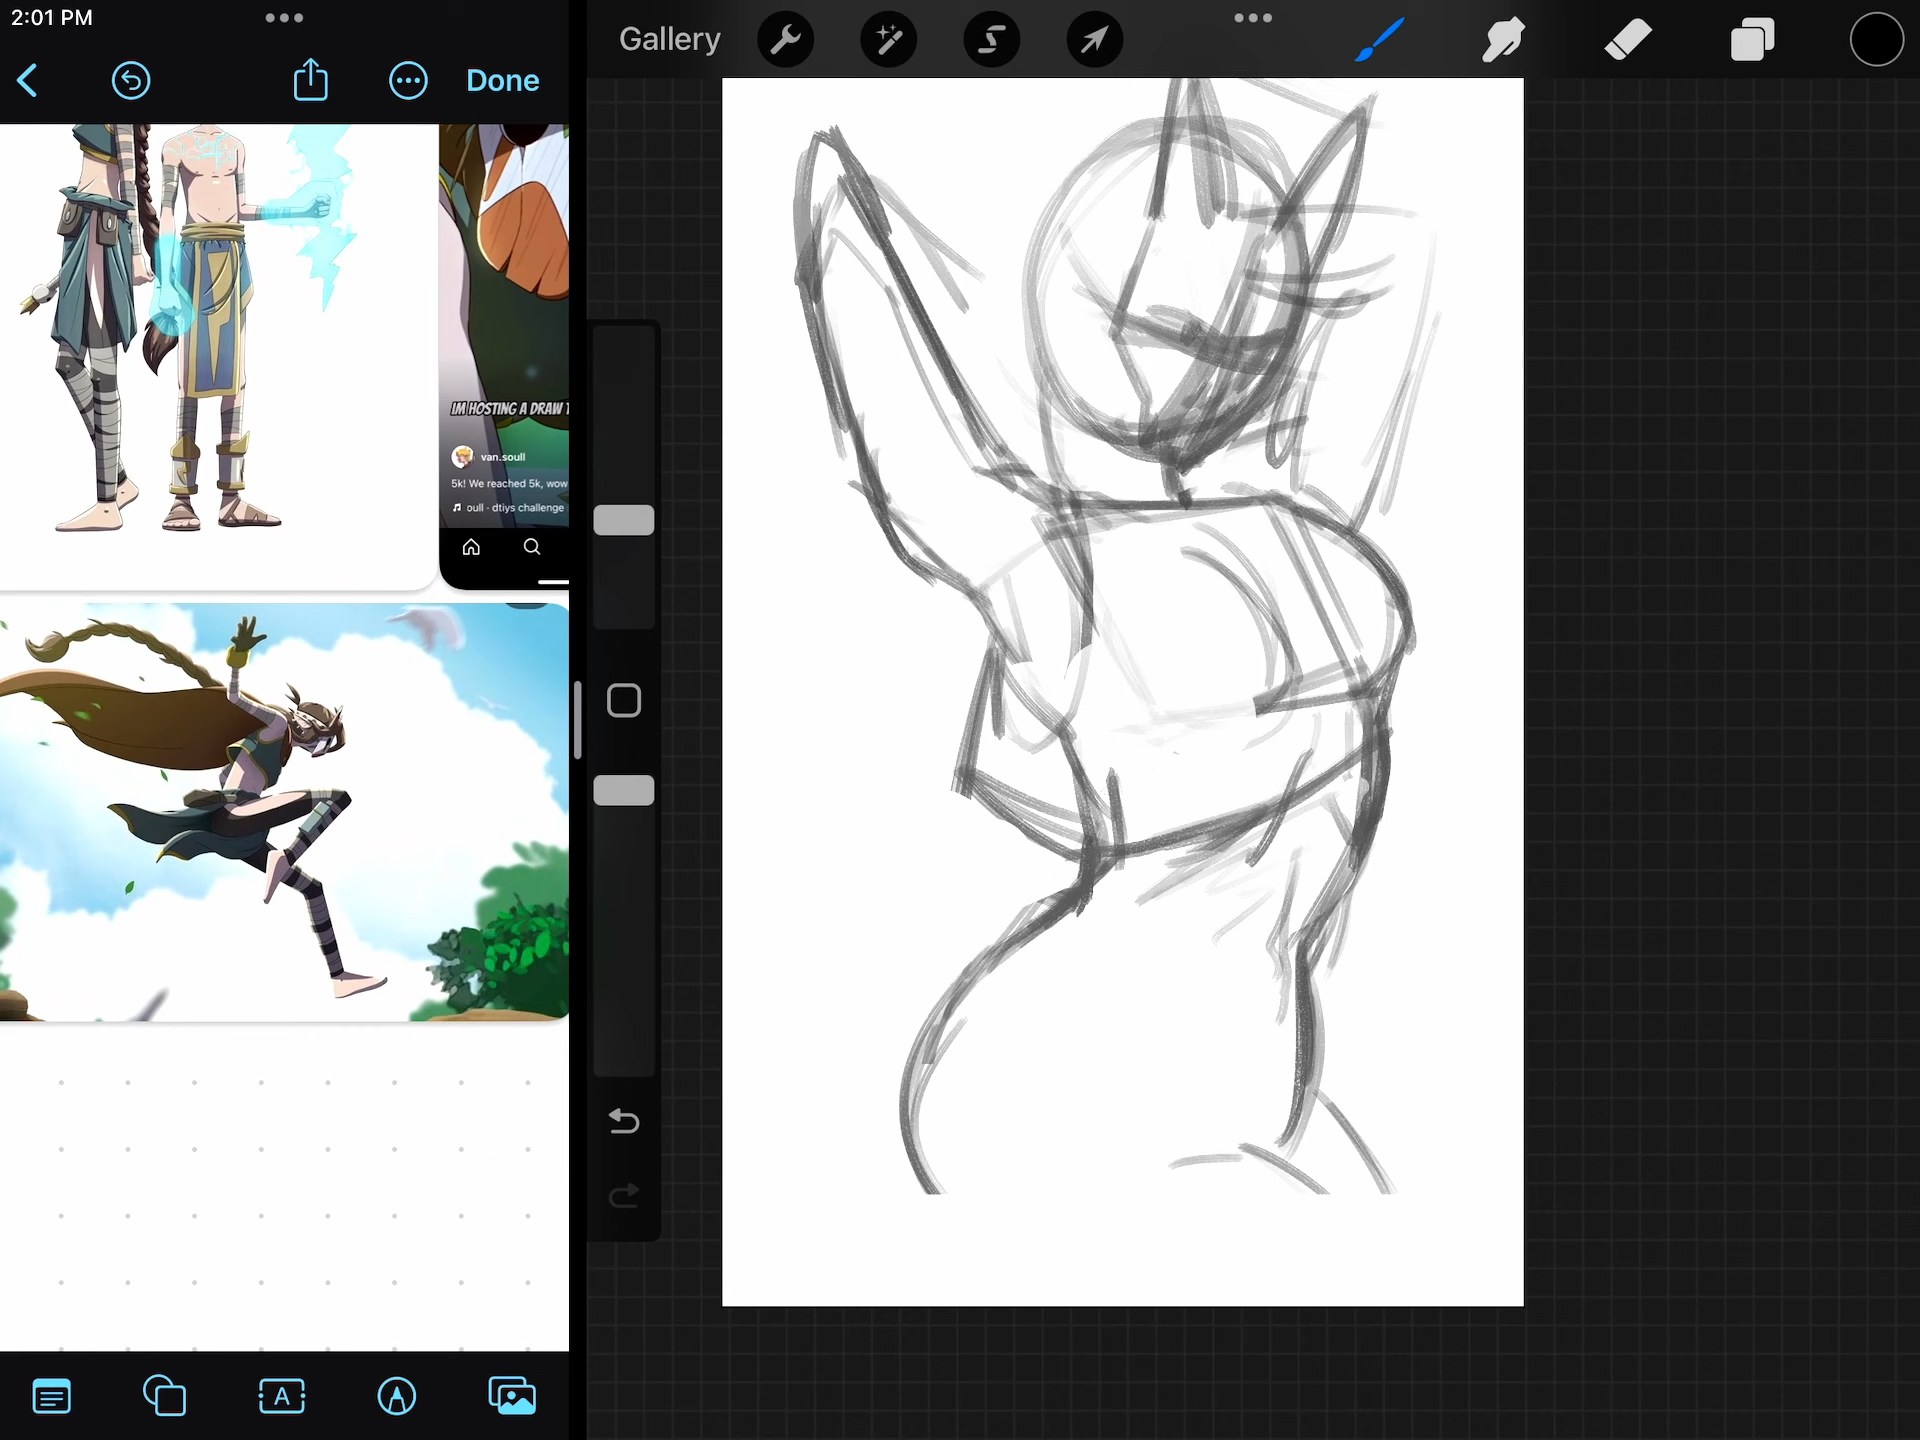 2:01 PM
Done
Gallery
IM HOSTING A DRAW T
van.soull
5k! We reached 5k, wow
oull · dtiys challenge
A